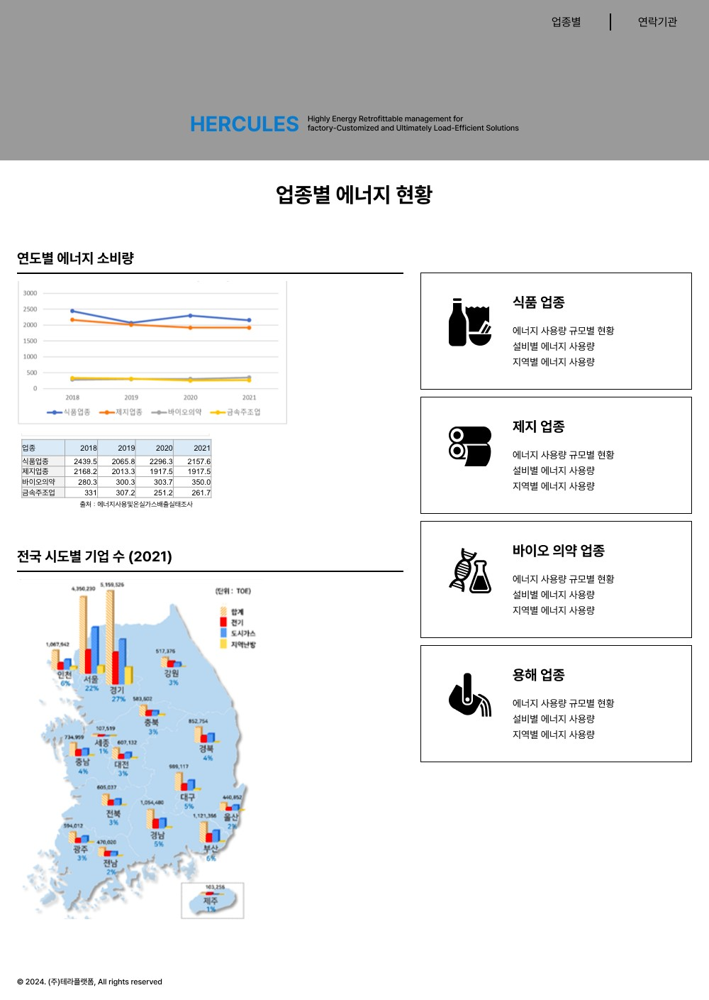 업종별
연락기관
HERCULES
Highly Energy Retrofittable management for
factory-Customized and Ultimately Load-Efficient Solutions
업종별 에너지 현황
연도별 에너지 소비량
3000
2500
2000
1500
1000
500
0
2018 2019 2020 2021
식품업종 제지업종 바이오의약 금속주조업
업종 2018 2019 2020 2021
식품업종 2439.5 2065.8 2296.3 2157.6
제지업종 2168.2 2013.3 1917.5 1917.5
바이오의약 280.3 300.3 303.7 350.0
금속주조업 331 307.2 251.2 261.7
출처 : 에너지사용및온실가스배출실태조사
전국 시도별 기업 수 (2021)
(단위 : TOE)
합계
전기
도시가스
지역난방
4,350,230
서울
22%
5,159,526
경기
27%
1,067,942
인천
6%
517,376
강원
3%
583,602
충북
3%
107,519
세종
1%
852,754
경북
4%
734,959
충남
4%
607,132
대전
3%
989,117
대구
5%
605,037
전북
3%
1,054,480
경남
5%
440,852
울산
2%
1,121,386
부산
6%
594,012
광주
3%
470,020
전남
2%
103,256
제주
1%
식품 업종
에너지 사용량 규모별 현황
설비별 에너지 사용량
지역별 에너지 사용량
제지 업종
에너지 사용량 규모별 현황
설비별 에너지 사용량
지역별 에너지 사용량
바이오 의약 업종
에너지 사용량 규모별 현황
설비별 에너지 사용량
지역별 에너지 사용량
용해 업종
에너지 사용량 규모별 현황
설비별 에너지 사용량
지역별 에너지 사용량
© 2024. (주)테라플랫폼, All rights reserved